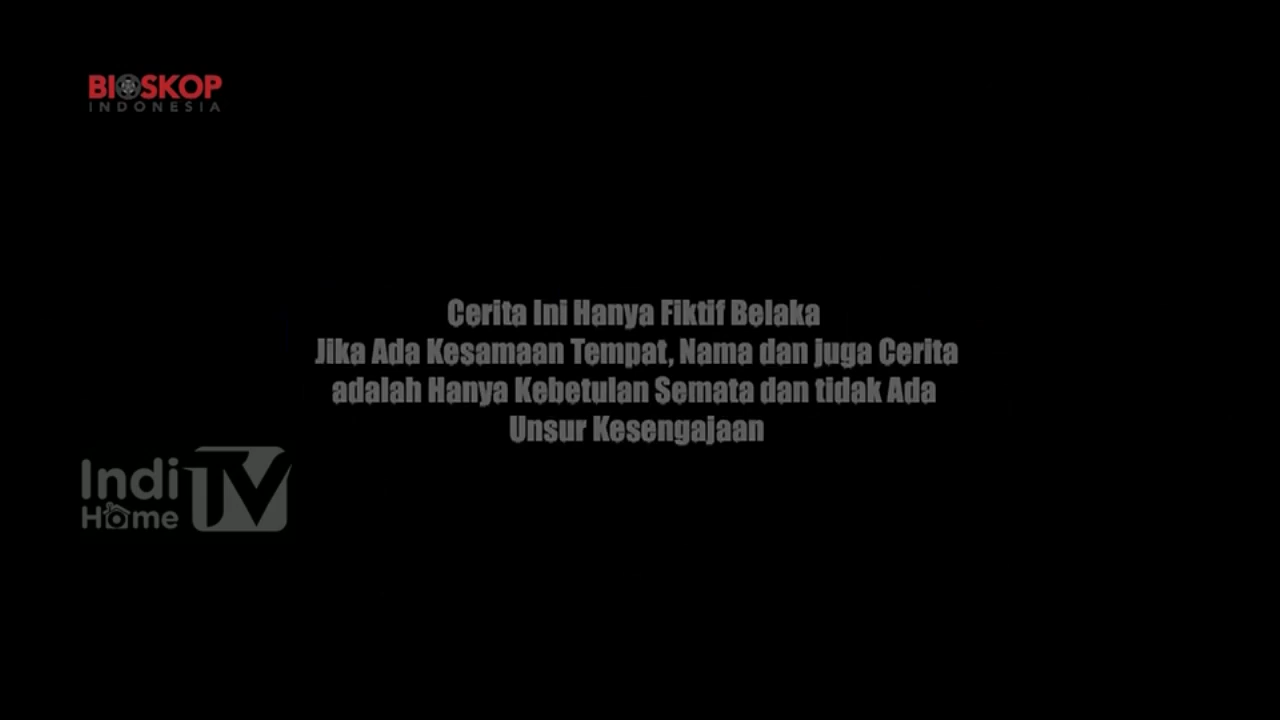 BIOSKOP
INDONESIA
Cerita Ini Hanya Fiktif Belaka
Jika Ada Kesamaan Tempat, Nama dan juga Cerita
adalah Hanya Kebetulan Semata dan tidak Ada
Unsur Kesengajaan
Indi TV
Home